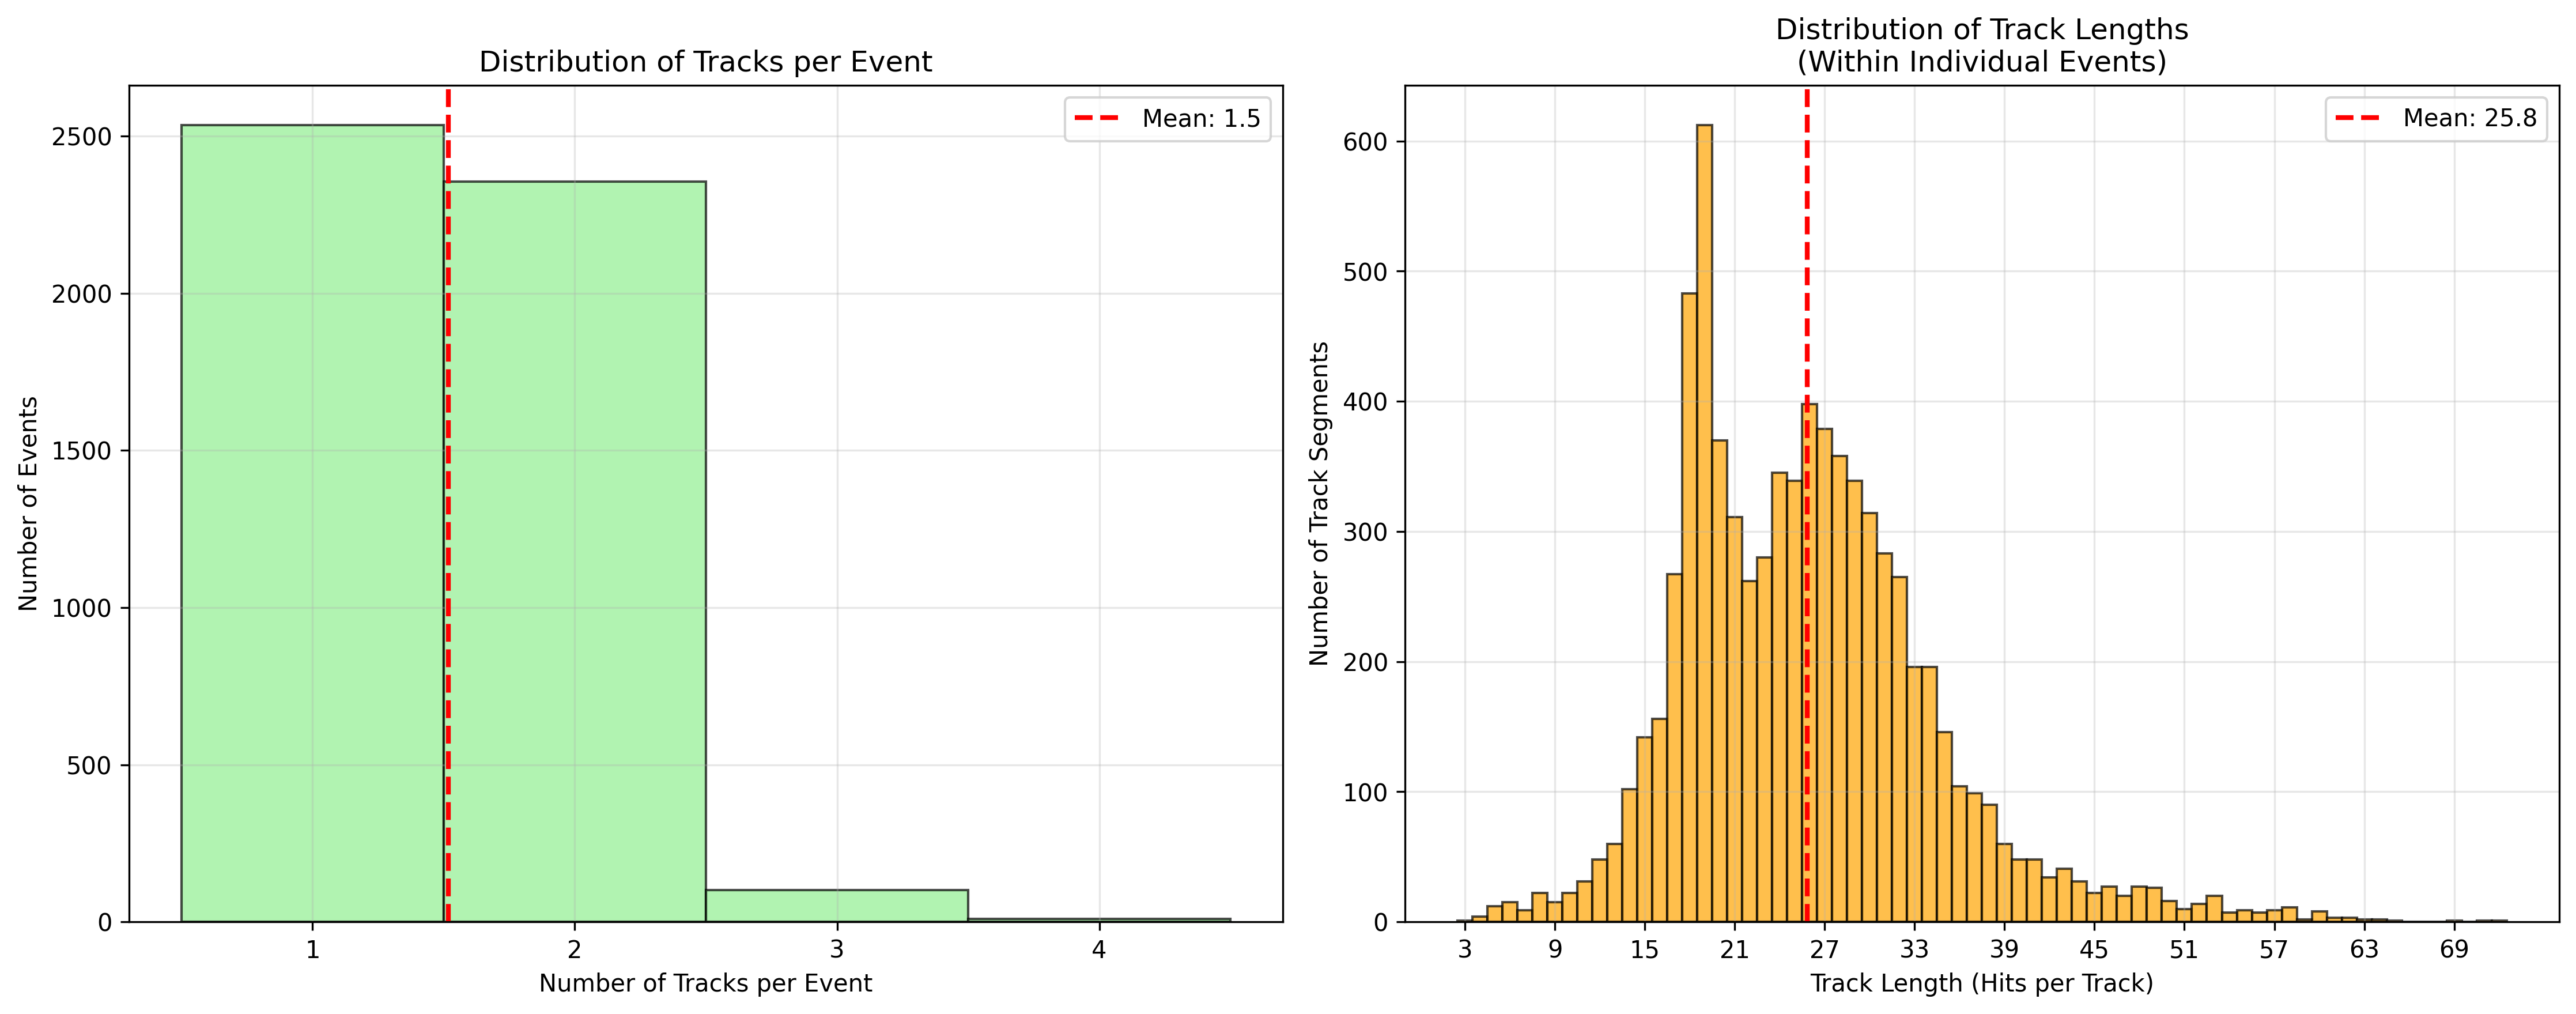 Distribution of Tracks per Event
Mean: 1.5
2500
2000
1500
1000
500
0
Number of Events
1 2 3 4
Number of Tracks per Event
Distribution of Track Lengths
(Within Individual Events)
Mean: 25.8
600
500
400
300
200
100
0
Number of Track Segments
3 9 15 21 27 33 39 45 51 57 63 69
Track Length (Hits per Track)